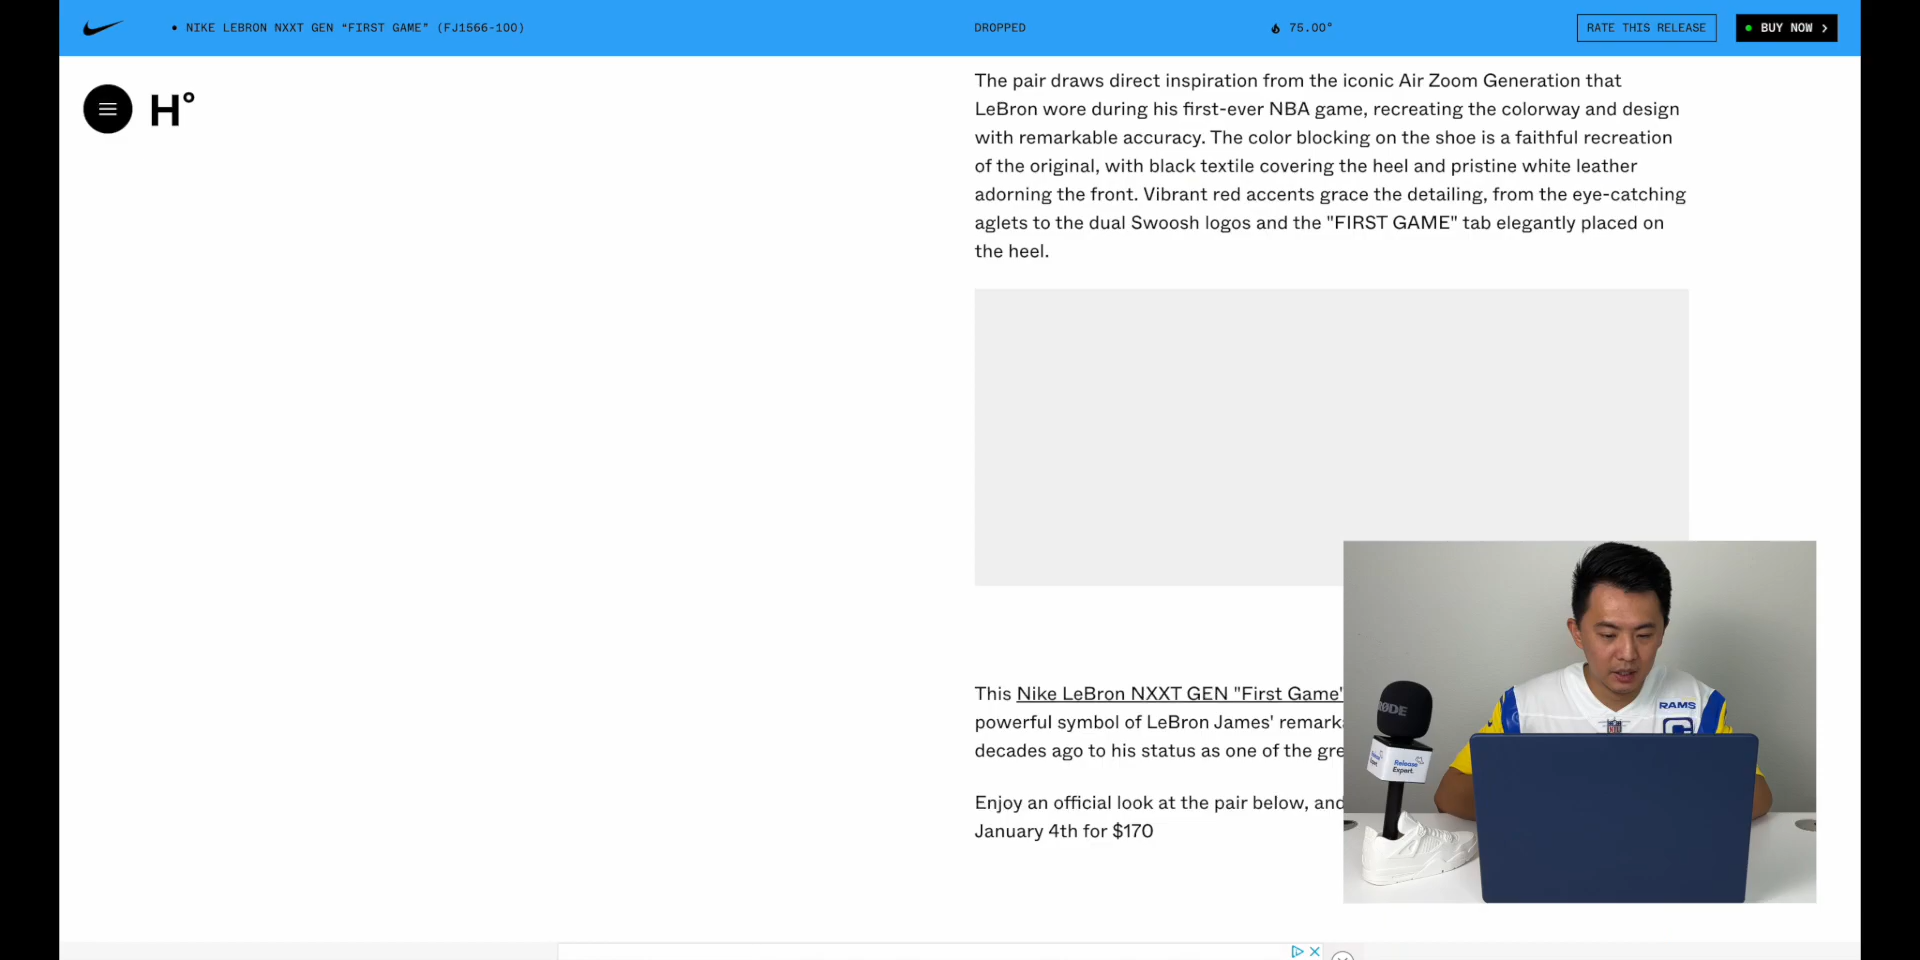 • NIKE LEBRON NXXT GEN “FIRST GAME” (FJ1566-100)
DROPPED
75.00°
RATE THIS RELEASE
BUY NOW
H°
The pair draws direct inspiration from the iconic Air Zoom Generation that
LeBron wore during his first-ever NBA game, recreating the colorway and design
with remarkable accuracy. The color blocking on the shoe is a faithful recreation
of the original, with black textile covering the heel and pristine white leather
adorning the front. Vibrant red accents grace the detailing, from the eye-catching
aglets to the dual Swoosh logos and the "FIRST GAME" tab elegantly placed on
the heel.
This Nike LeBron NXXT GEN "First Game"
powerful symbol of LeBron James' remark
decades ago to his status as one of the gre
Enjoy an official look at the pair below, and
January 4th for $170
RØDE
Release
Expert.
RAMS